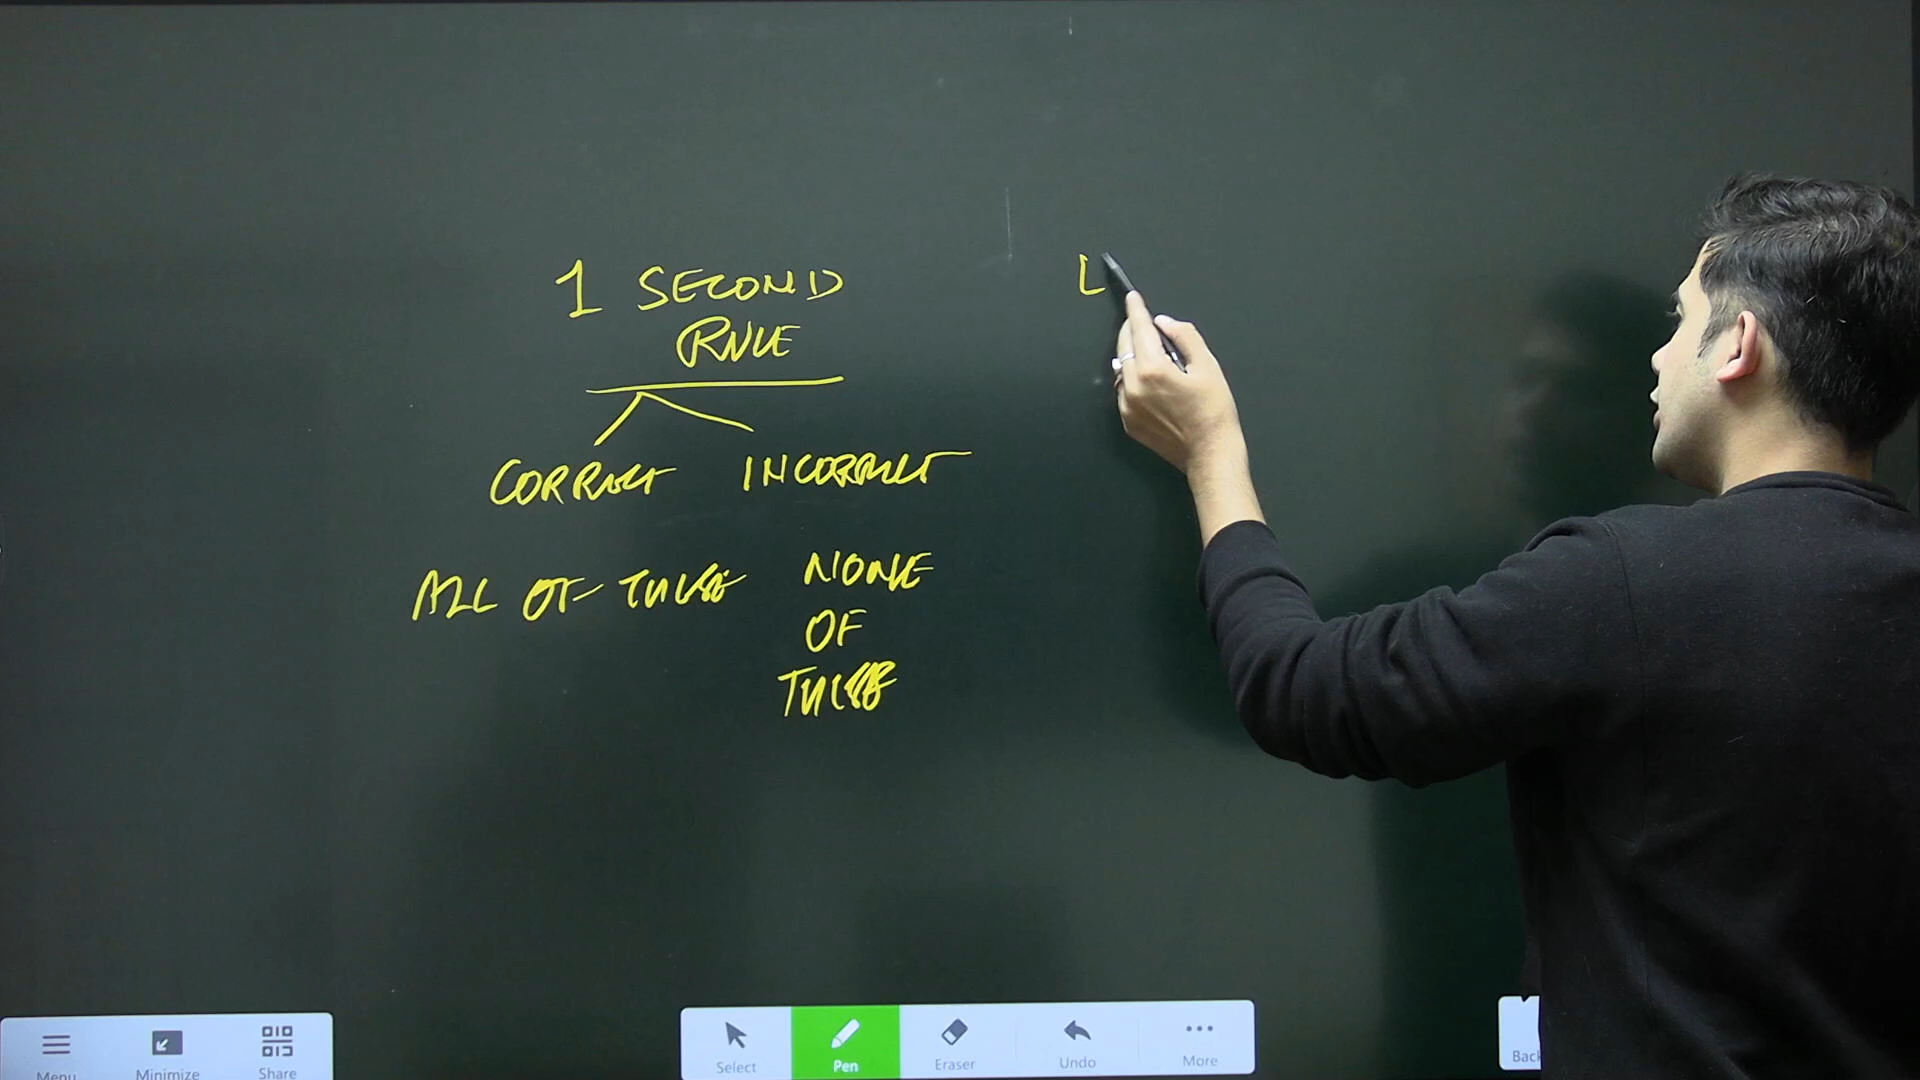 1 SECOND
RULE
CORRECT INCORRECT
ALL OF THESE
NONE
OF
THESE
L
Menu Minimize Share
Select Pen Eraser Undo More
Back